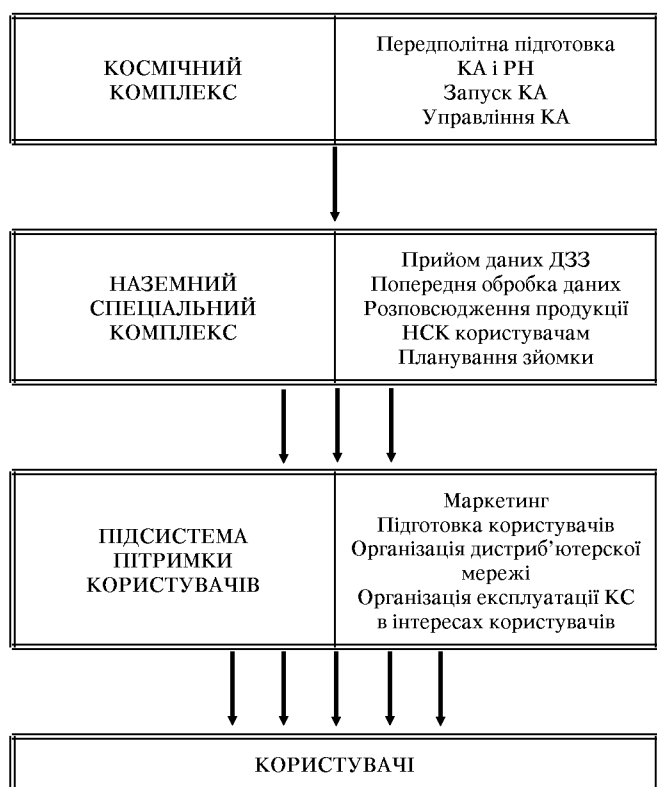 КОСМІЧНИЙ
КОМПЛЕКС
Передполітна підготовка
КА і РН
Запуск КА
Управління КА
НАЗЕМНИЙ
СПЕЦІАЛЬНИЙ
КОМПЛЕКС
Прийом даних ДЗЗ
Попередня обробка даних
Розповсюдження продукції
НСК користувачам
Планування зйомки
ПІДСИСТЕМА
ПІТРИМКИ
КОРИСТУВАЧІВ
Маркетинг
Підготовка користувачів
Організація дистриб’ютерскої
мережі
Організація експлуатації КС
в інтересах користувачів
КОРИСТУВАЧІ